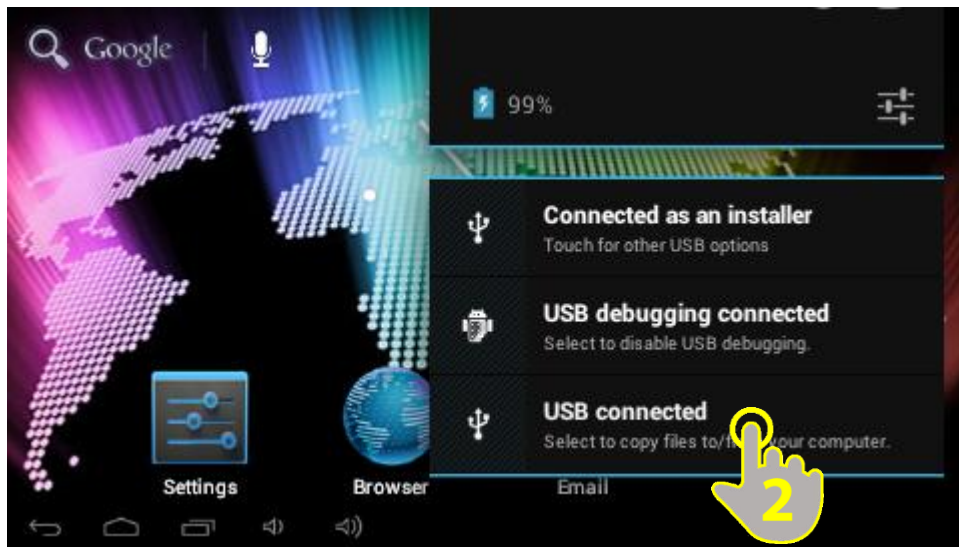 Google
99%
Connected as an installer
Touch for other USB options
USB debugging connected
Select to disable USB debugging.
USB connected
Select to copy files to/ your computer.
2
Settings
Browser
Email